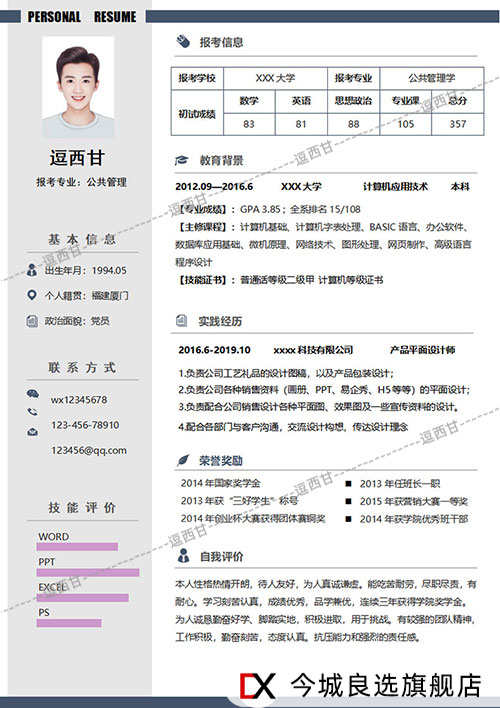 PERSONAL RESUME
逗西甘
报考专业：公共管理
基本信息
出生年月：1994.05
个人籍贯：福建厦门
政治面貌：党员
联系方式
wx12345678
123-456-78910
123456@qq.com
技能评价
WORD
PPT
EXCEL
PS
报考信息
报考学校 XXX 大学 报考专业 公共管理学
初试成绩 数学 英语 思想政治 专业课 总分
83 81 88 105 357
教育背景
2012.09—2016.6 XXX 大学 计算机应用技术 本科
【专业成绩】：GPA 3.85；全系排名 15/108
【主修课程】：计算机基础、计算机字表处理、BASIC 语言、办公软件、
数据库应用基础、微机原理、网络技术、图形处理、网页制作、高级语言
程序设计
【技能证书】：普通话等级二级甲 计算机等级证书
实践经历
2016.6-2019.10 xxxx 科技有限公司 产品平面设计师
1.负责公司工艺礼品的设计图稿，以及产品包装设计；
2.负责公司各种销售资料（画册、PPT、易企秀、H5 等等）的平面设计；
3.负责配合公司销售设计各种平面图、效果图及一些宣传资料的设计。
4.配合各部门与客户沟通，交流设计构想，传达设计理念
荣誉奖励
2014 年国家奖学金 ■ 2013 年任班长一职
2013 年获“三好学生”称号 ■ 2015 年获营销大赛一等奖
2014 年创业杯大赛获得团体赛铜奖 ■ 2014 年获学院优秀班干部
自我评价
本人性格热情开朗，待人友好，为人真诚谦虚。能吃苦耐劳，尽职尽责，有
耐心。学习刻苦认真，成绩优秀，品学兼优，连续三年获得学院奖学金。
为人诚恳勤奋好学、脚踏实地，积极进取，用于挑战。有较强的团队精神，
工作积极，勤奋刻苦，态度认真。抗压能力和强烈的责任感。
逗西甘
逗西甘
逗西甘
逗西甘
逗西甘
逗西甘
逗西甘
DX 今城良选旗舰店